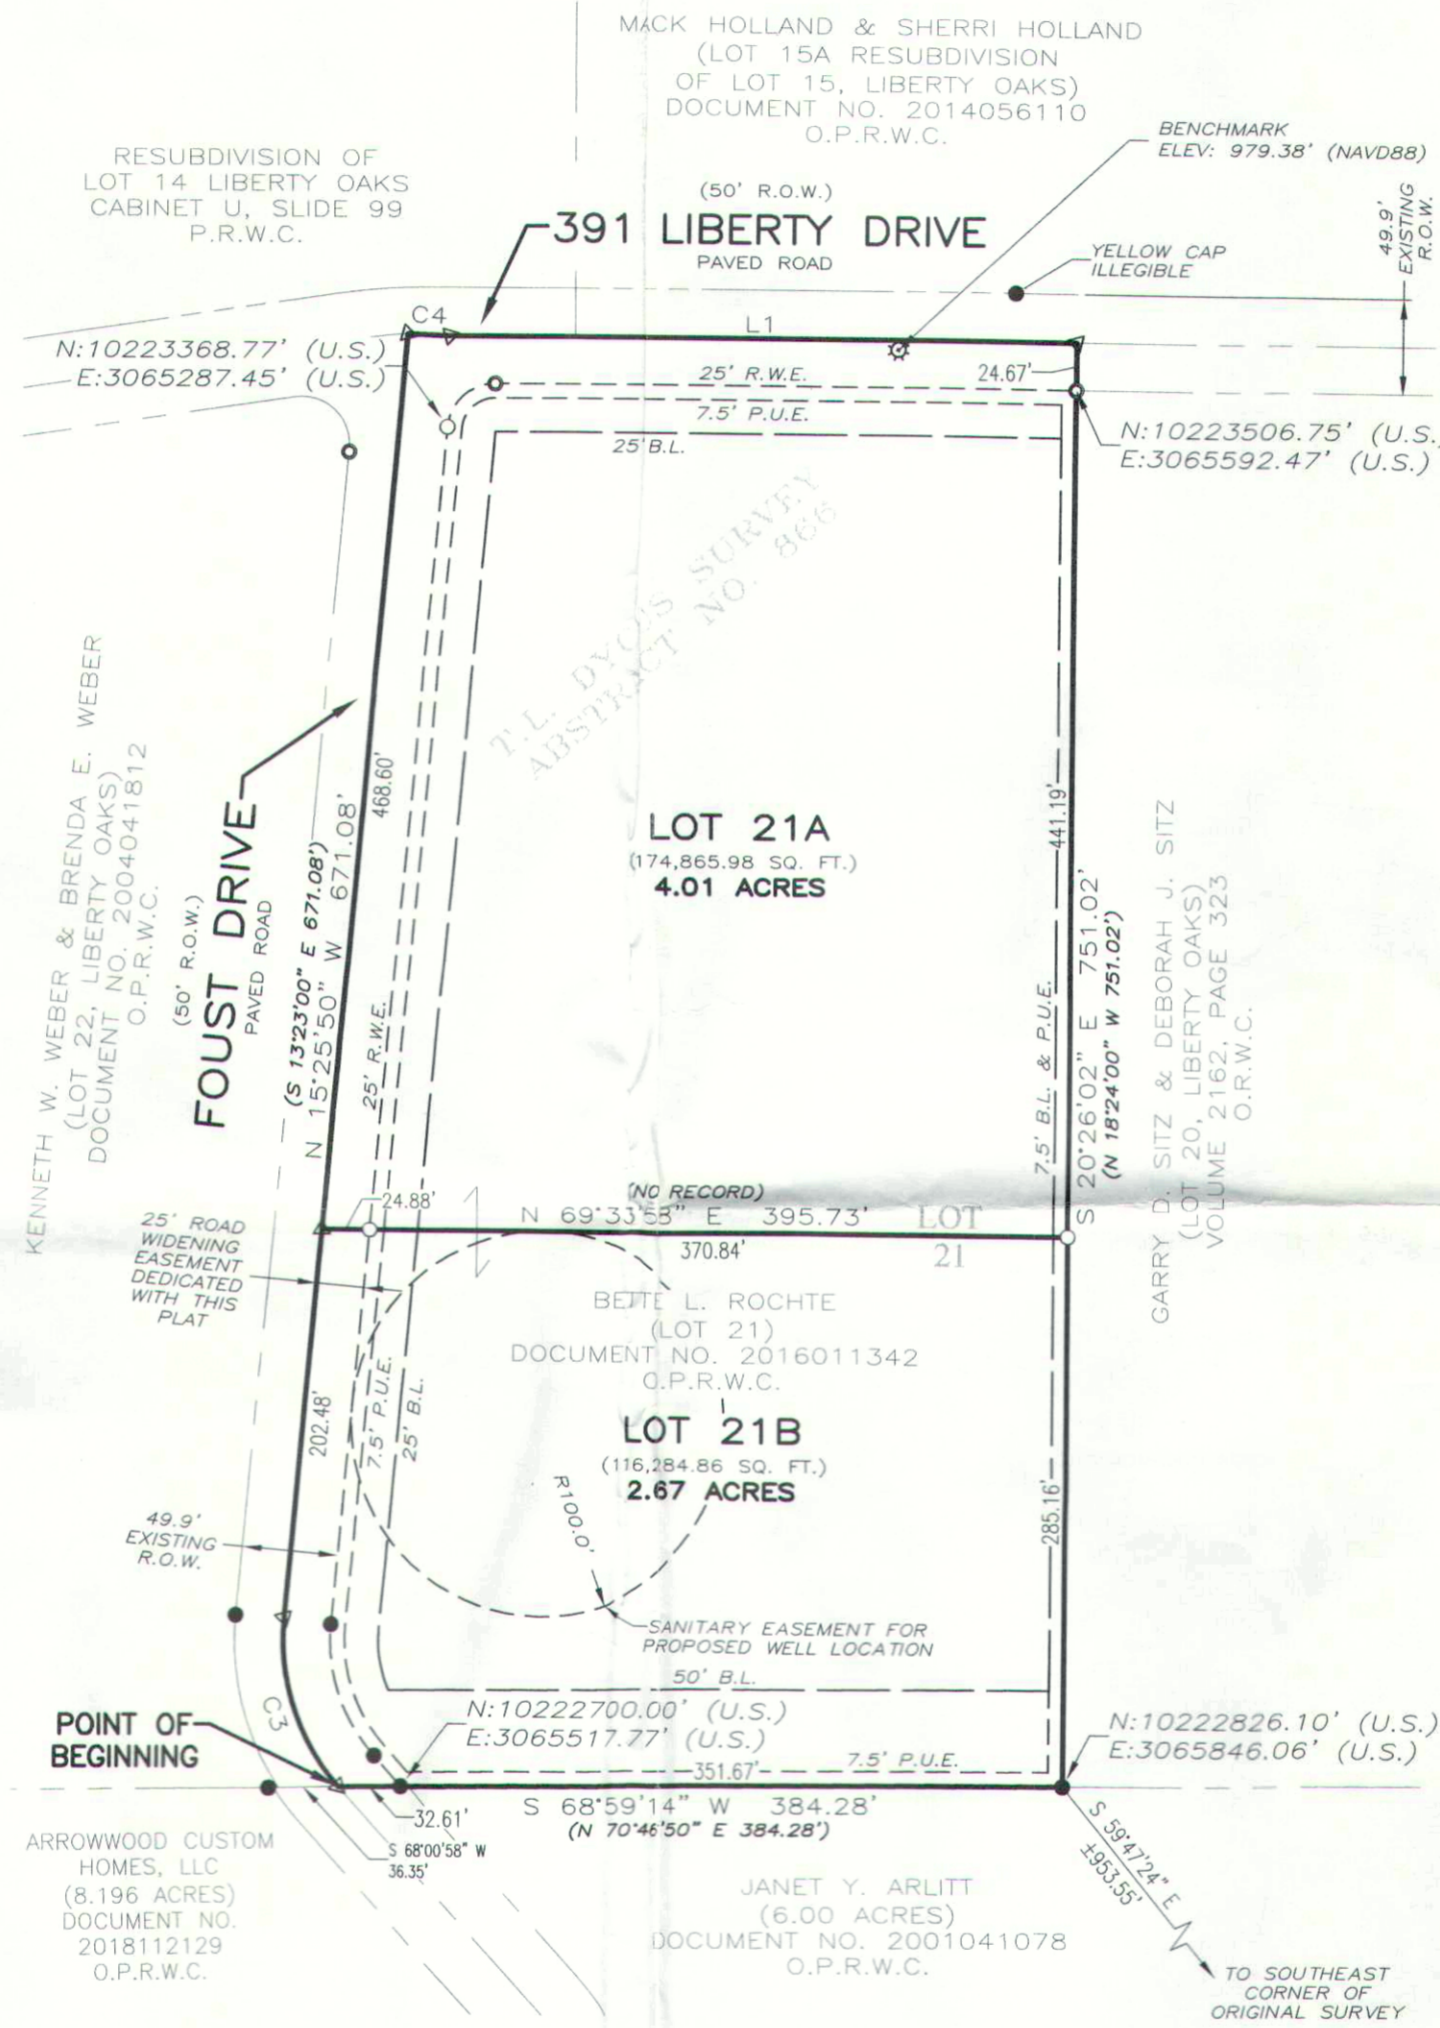 MACK HOLLAND & SHERRI HOLLAND
(LOT 15A RESUBDIVISION
OF LOT 15, LIBERTY OAKS)
DOCUMENT NO. 2014056110
O.P.R.W.C.
BENCHMARK
ELEV: 979.38' (NAVD88)
RESUBDIVISION OF
LOT 14 LIBERTY OAKS
CABINET U, SLIDE 99
P.R.W.C.
(50' R.O.W.)
391 LIBERTY DRIVE
PAVED ROAD
YELLOW CAP
ILLEGIBLE
49.9'
EXISTING
R.O.W.
C4
L1
N:10223368.77' (U.S.)
E:3065287.45' (U.S.)
25' R.W.E.
24.67'
7.5' P.U.E.
25' B.L.
N:10223506.75' (U.S.
E:3065592.47' (U.S.)
T.L. SURVEY
ABSTRACT NO. 866
KENNETH W. WEBER & BRENDA E. WEBER
(LOT 22, LIBERTY OAKS)
DOCUMENT NO. 2004041812
O.P.R.W.C.
(50' R.O.W.)
FOUST DRIVE
PAVED ROAD
(S 13°23'00" E 671.08')
N 15°25'50" W 671.08'
468.60'
25' R.W.E.
LOT 21A
(174,865.98 SQ. FT.)
4.01 ACRES
441.19'
7.5' B.L. & P.U.E.
S 20°26'02" E 751.02'
(N 18°24'00" W 751.02')
GARRY D. SITZ & DEBORAH J. SITZ
(LOT 20, LIBERTY OAKS)
VOLUME 2162, PAGE 323
O.R.W.C.
24.88'
(NO RECORD)
N 69°33'58" E 395.73'
370.84'
LOT
21
25' ROAD
WIDENING
EASEMENT
DEDICATED
WITH THIS
PLAT
BETTE L. ROCHTE
(LOT 21)
DOCUMENT NO. 2016011342
O.P.R.W.C.
202.48'
7.5' P.U.E.
25' B.L.
LOT 21B
(116,284.86 SQ. FT.)
2.67 ACRES
R100.0'
285.16'
49.9'
EXISTING
R.O.W.
SANITARY EASEMENT FOR
PROPOSED WELL LOCATION
50' B.L.
C3
POINT OF
BEGINNING
N:10222700.00' (U.S.)
E:3065517.77' (U.S.)
N:10222826.10' (U.S.)
E:3065846.06' (U.S.)
7.5' P.U.E.
351.67'
32.61'
S 68°59'14" W 384.28'
(N 70°46'50" E 384.28')
S 68°00'58" W
36.35'
ARROWWOOD CUSTOM
HOMES, LLC
(8.196 ACRES)
DOCUMENT NO.
2018112129
O.P.R.W.C.
JANET Y. ARLITT
(6.00 ACRES)
DOCUMENT NO. 2001041078
O.P.R.W.C.
S 59°47'24" E
±953.55'
TO SOUTHEAST
CORNER OF
ORIGINAL SURVEY